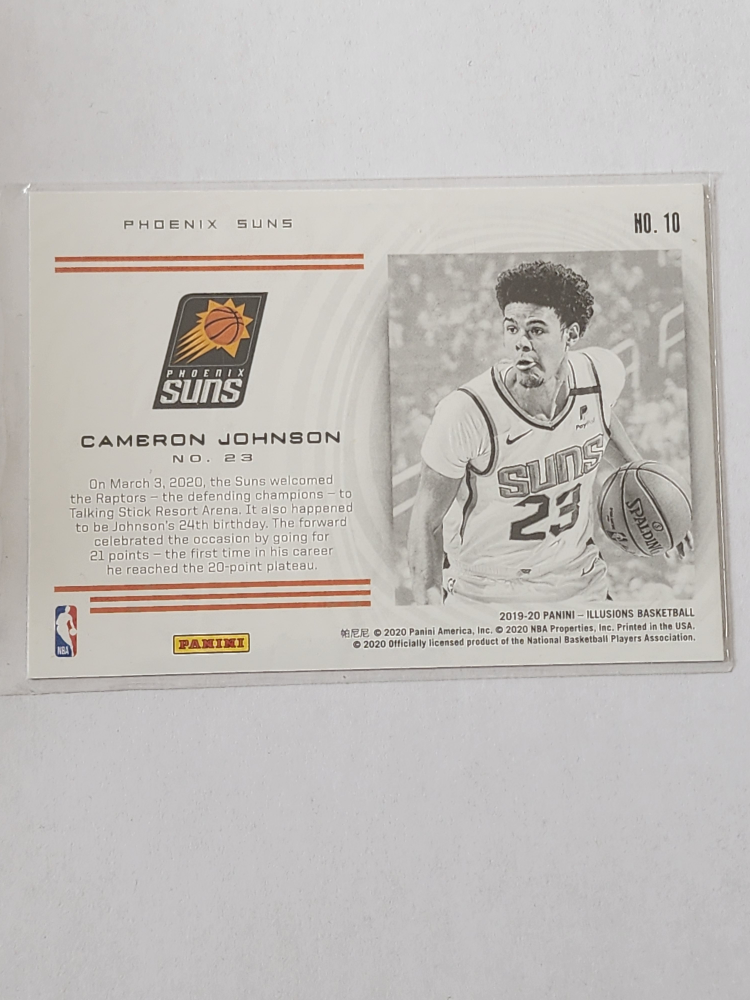 PHOENIX SUNS
NO. 10
PHOENIX
SUNS
CAMERON JOHNSON
NO. 23
On March 3, 2020, the Suns welcomed
the Raptors – the defending champions – to
Talking Stick Resort Arena. It also happened
to be Johnson's 24th birthday. The forward
celebrated the occasion by going for
21 points – the first time in his career
he reached the 20-point plateau.
SUNS
23
SPALDING
NBA
PANINI
2019-20 PANINI – ILLUSIONS BASKETBALL
帕尼尼 © 2020 Panini America, Inc. © 2020 NBA Properties, Inc. Printed in the USA.
© 2020 Officially licensed product of the National Basketball Players Association.